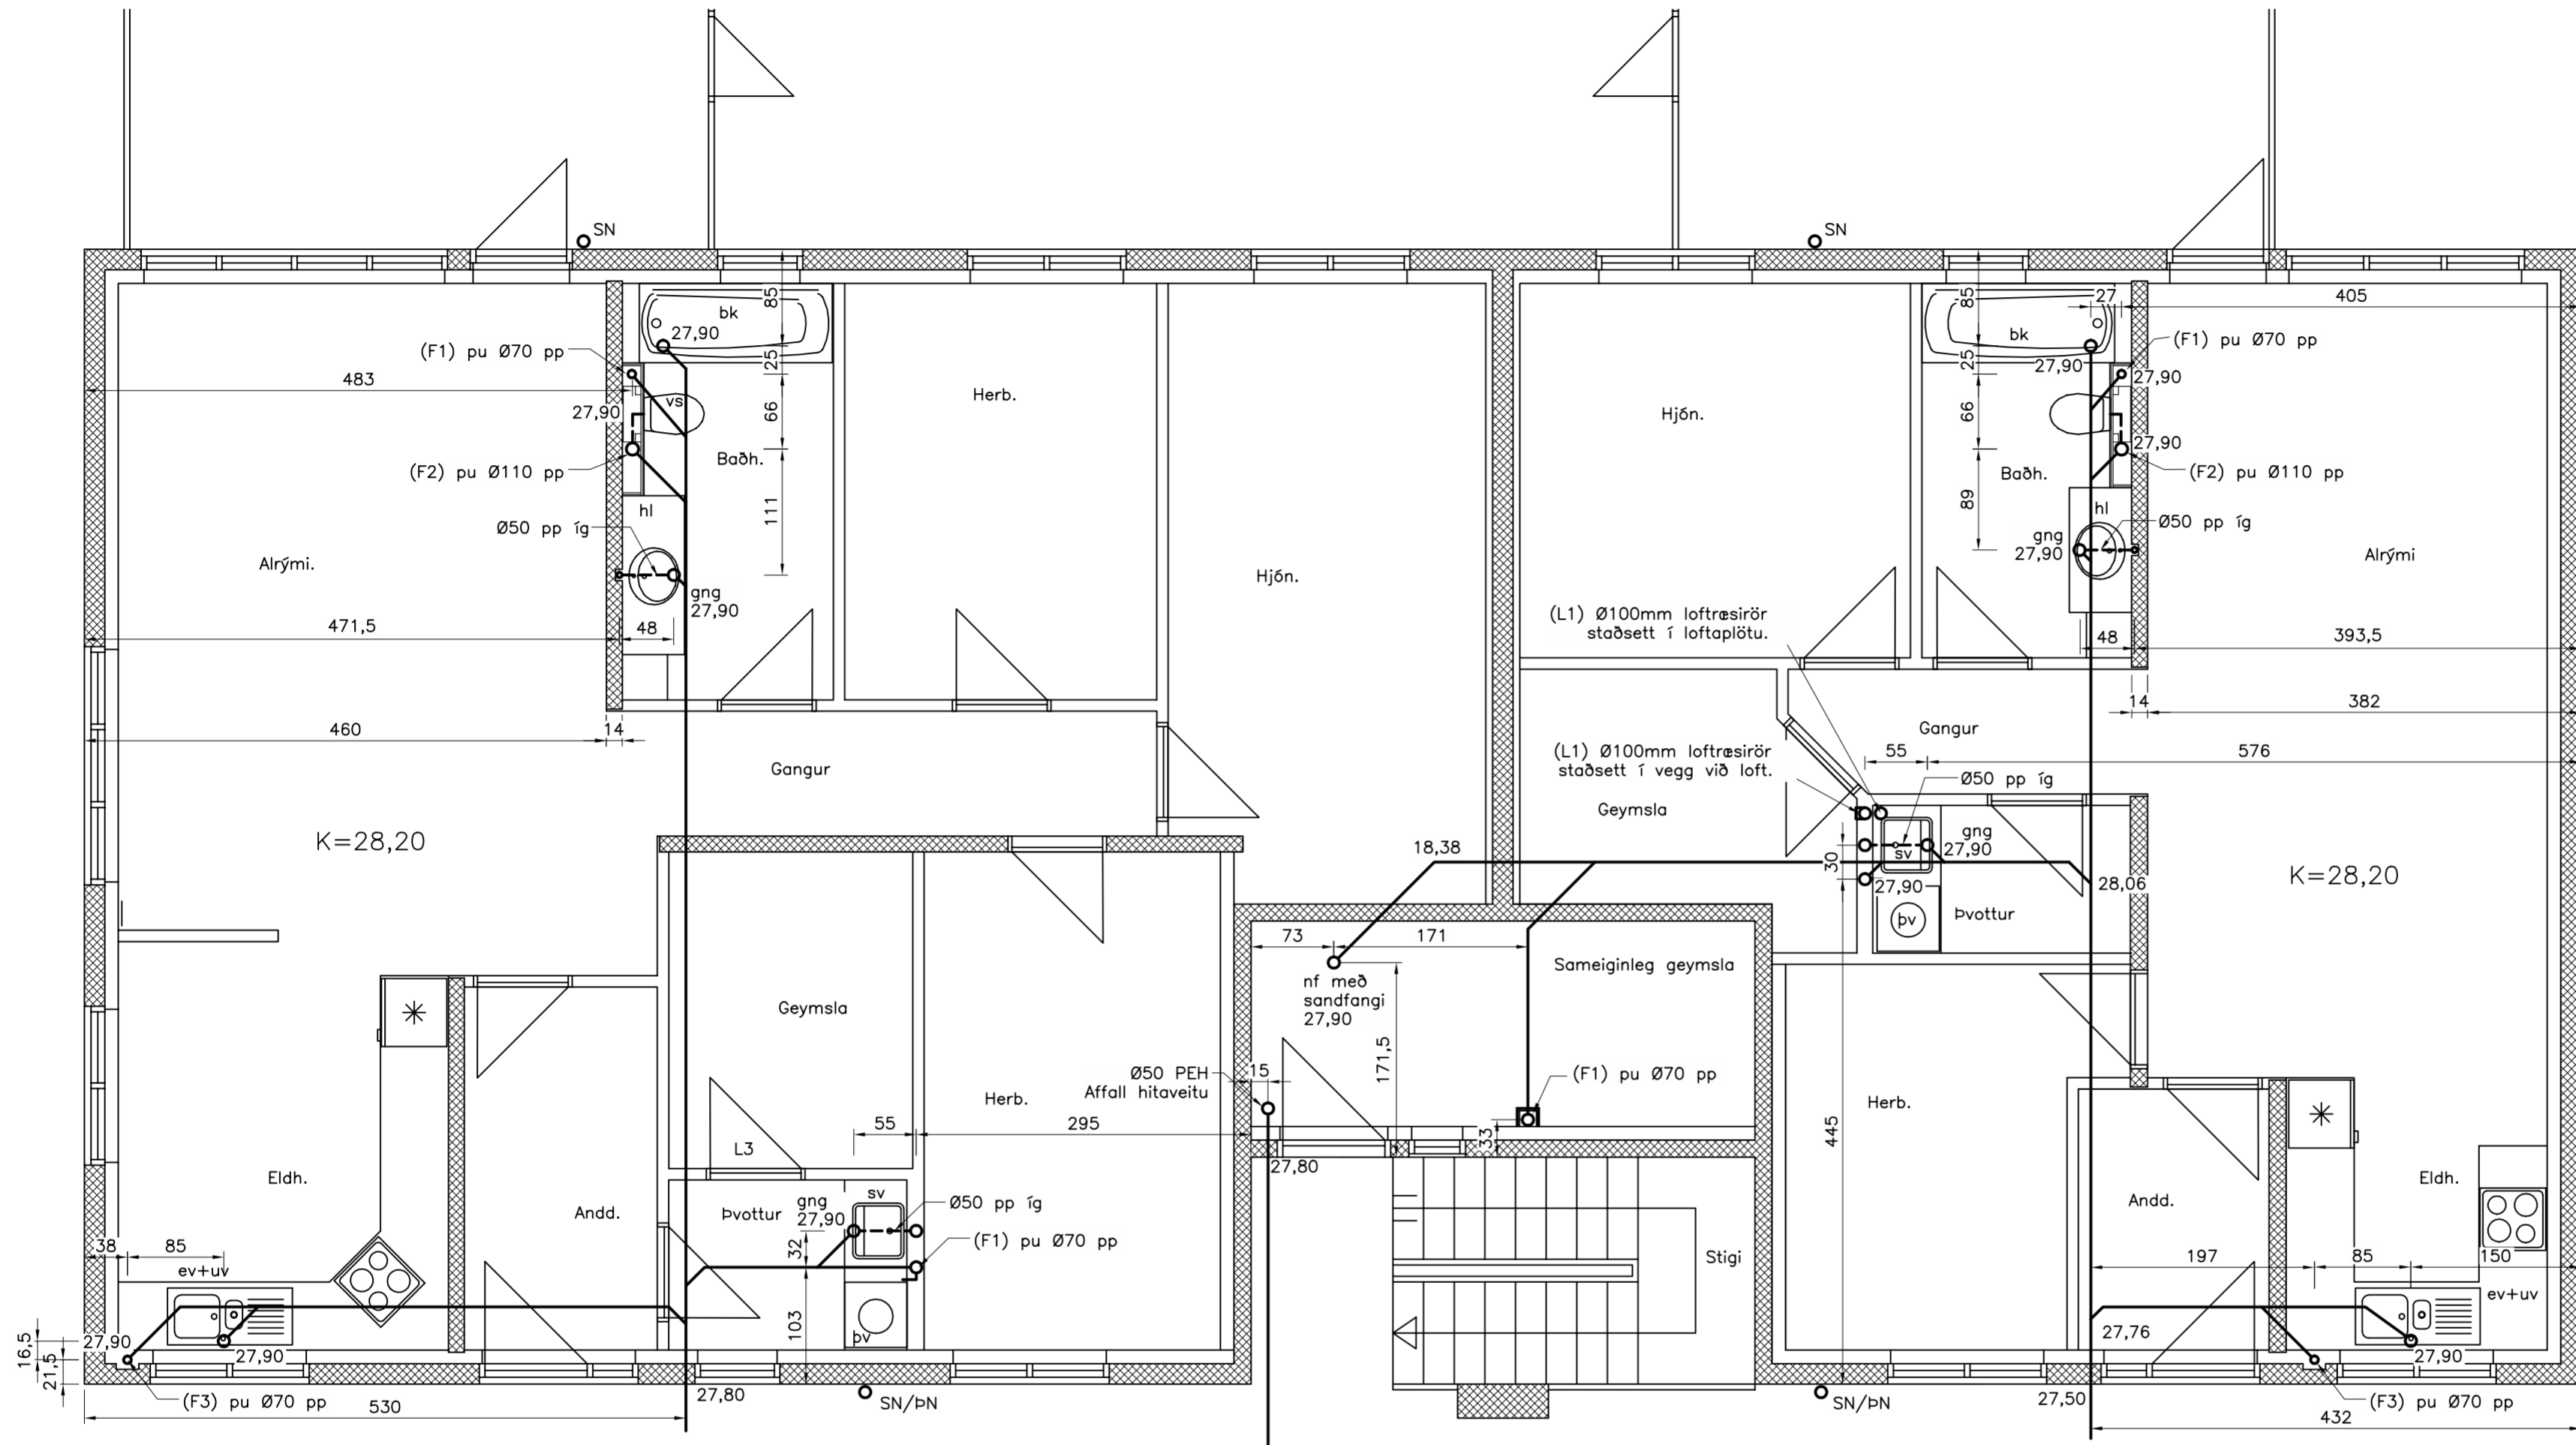 SN
SN
85
27
405
bk
27,90
(F1) pu Ø70 pp
25
483
27,90
vs
66
Herb.
Baðh.
(F2) pu Ø110 pp
hl
111
Ø50 pp íg
Alrými.
gng
27,90
Hjón.
471,5
48
460
14
Gangur
K=28,20
85
bk
27,90
(F1) pu Ø70 pp
27,90
25
66
Hjón.
27,90
(F2) pu Ø110 pp
Baðh.
89
hl
Ø50 pp íg
gng
27,90
Alrými
(L1) Ø100mm loftræsirör
staðsett í loftaplötu.
48
393,5
14
382
Gangur
576
(L1) Ø100mm loftræsirör
staðsett í vegg við loft.
55
Ø50 pp íg
Geymsla
gng
27,90
sv
30
18,38
27,90
28,06
K=28,20
þv
Þvottur
73
171
Sameiginleg geymsla
nf með
sandfangi
27,90
Geymsla
171,5
Ø50 PEH
Affall hitaveitu
15
(F1) pu Ø70 pp
Herb.
Herb.
55
295
33
445
L3
27,80
Eldh.
Eldh.
Andd.
Þvottur
gng
27,90
sv
Ø50 pp íg
(F1) pu Ø70 pp
32
Andd.
Stigi
38
85
ev+uv
197
85
150
ev+uv
103
þv
16,5
21,5
27,90
27,90
27,76
27,90
(F3) pu Ø70 pp
530
27,80
SN/ÞN
SN/ÞN
27,50
(F3) pu Ø70 pp
432